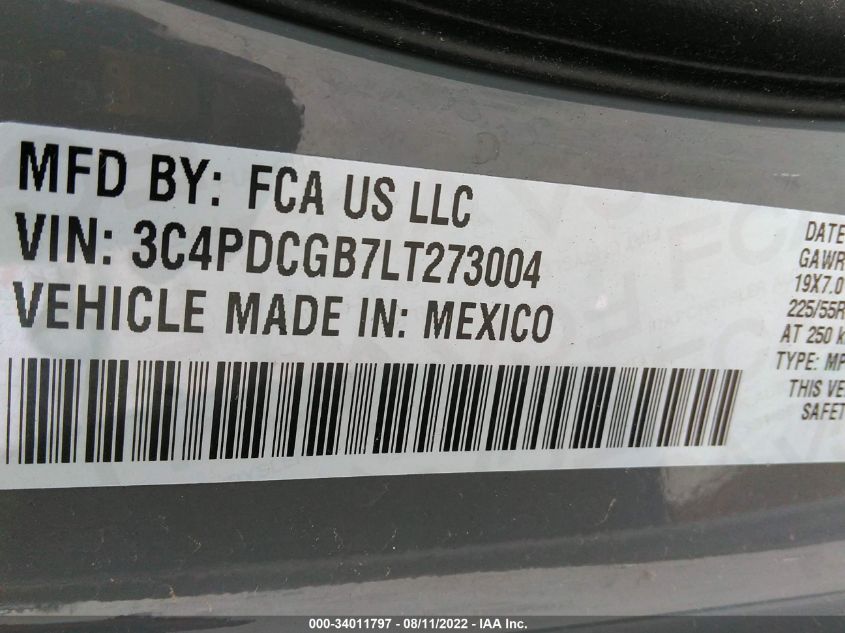 MFD BY: FCA US LLC
VIN: 3C4PDCGB7LT273004
VEHICLE MADE IN: MEXICO
DATE
GAWR
19X7.0
225/55R
AT 250 k
TYPE: MP
THIS VE
SAFET
000-34011797 - 08/11/2022 - IAA Inc.